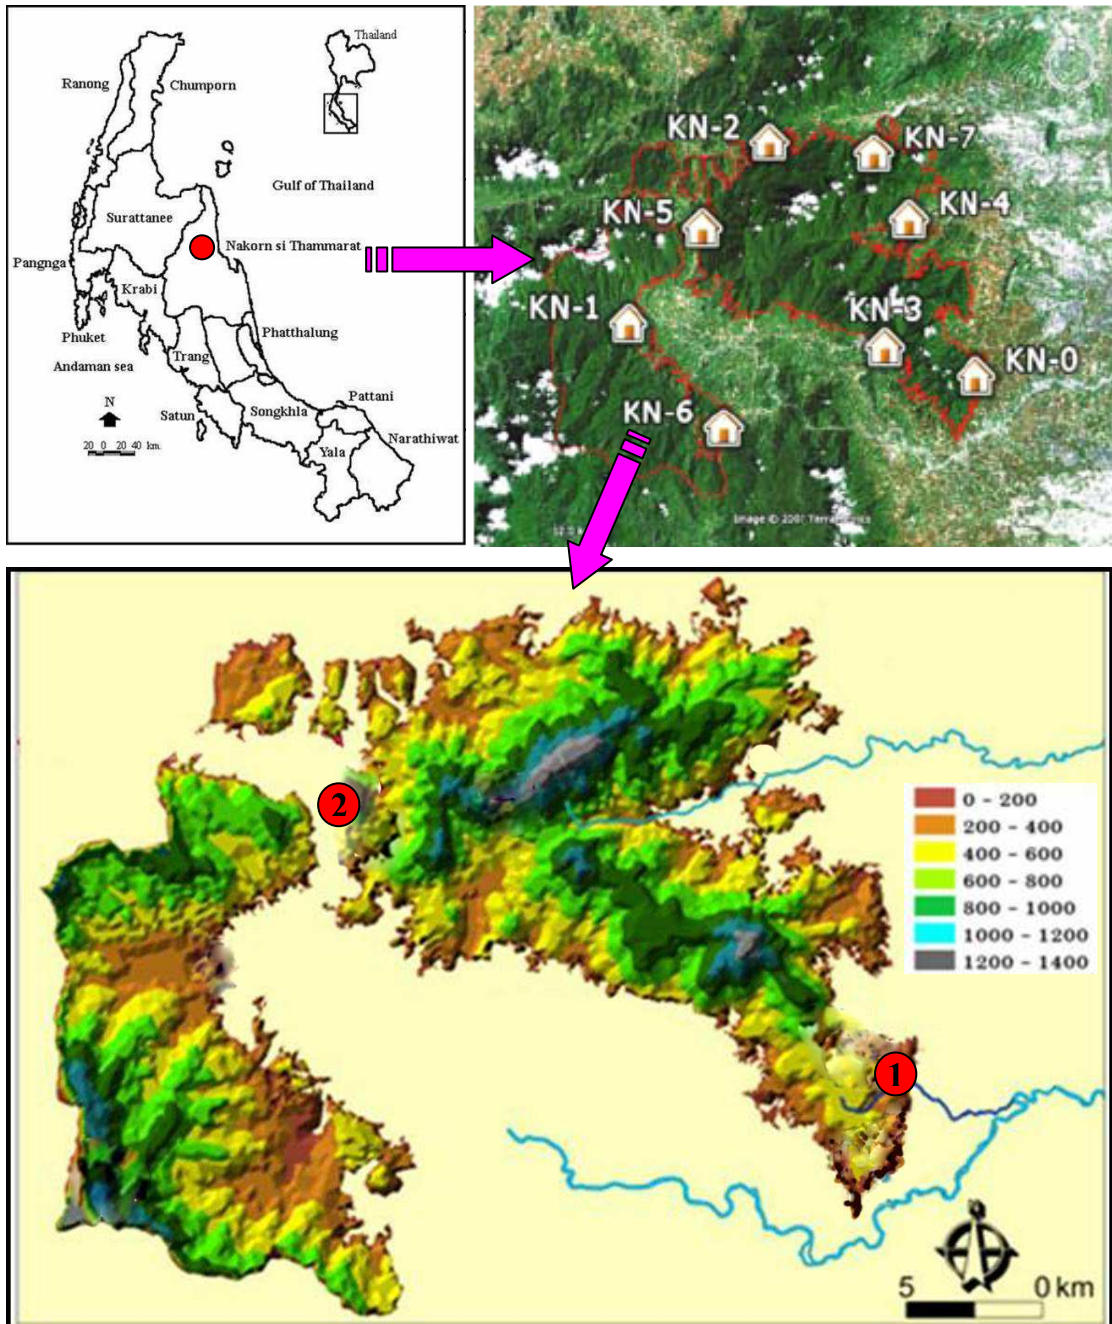 Thailand
Ranong
Chumporn
Gulf of Thailand
Surattanee
Nakorn si Thammarat
Pangnga
Krabi
Phuket
Phatthalung
Trang
Andaman sea
Pattani
N
Satun
Songkhla
Narathiwat
20 0 20 40 km.
Yala
KN-2
KN-7
KN-5
KN-4
KN-1
KN-3
KN-0
KN-6
Image © 2007
2
0 - 200
200 - 400
400 - 600
600 - 800
800 - 1000
1000 - 1200
1200 - 1400
1
5 0 km